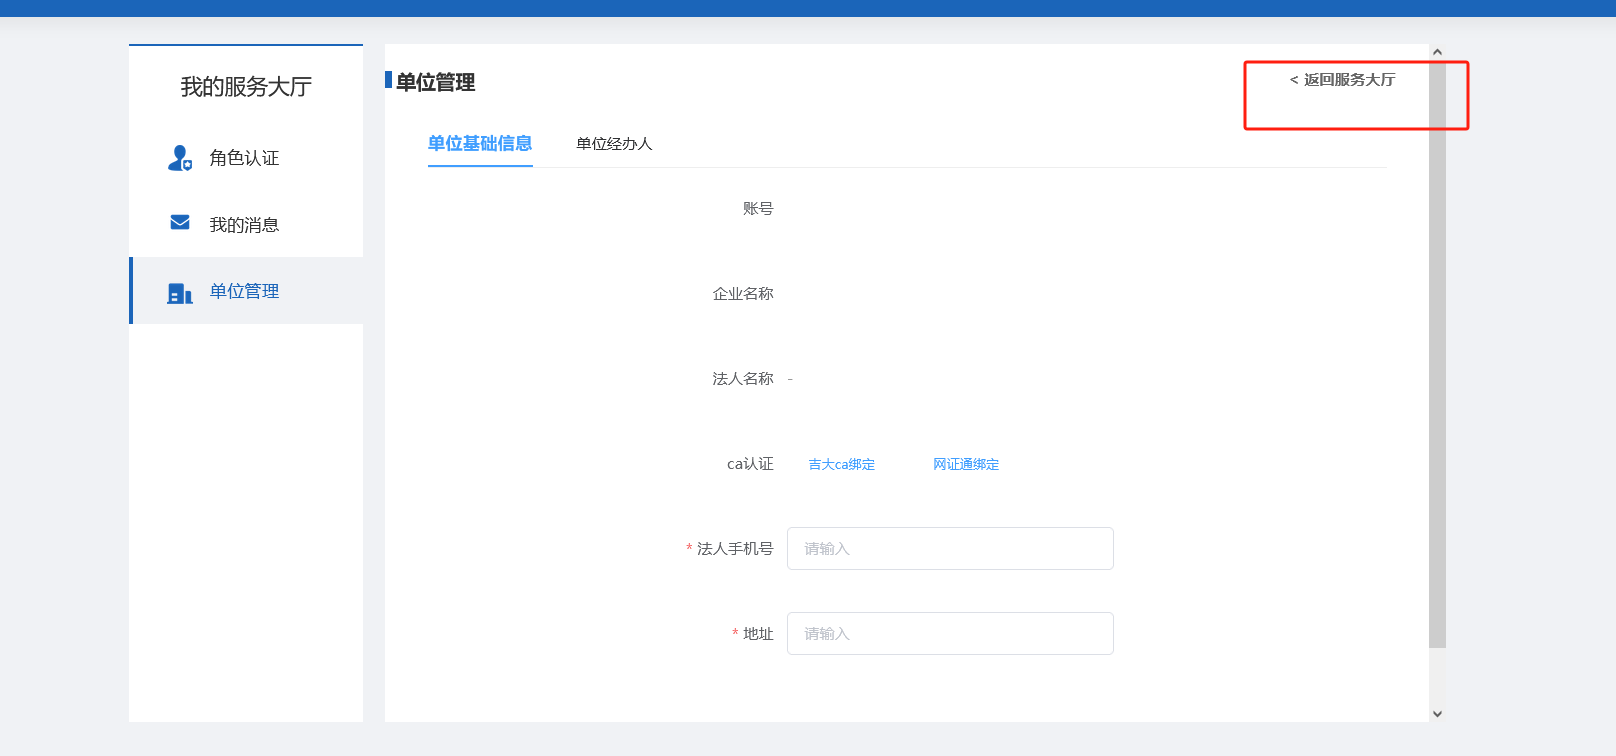 我的服务大厅
角色认证
我的消息
单位管理
单位管理
< 返回服务大厅
单位基础信息 单位经办人
账号
企业名称
法人名称 -
ca认证 吉大ca绑定 网证通绑定
* 法人手机号 请输入
* 地址 请输入